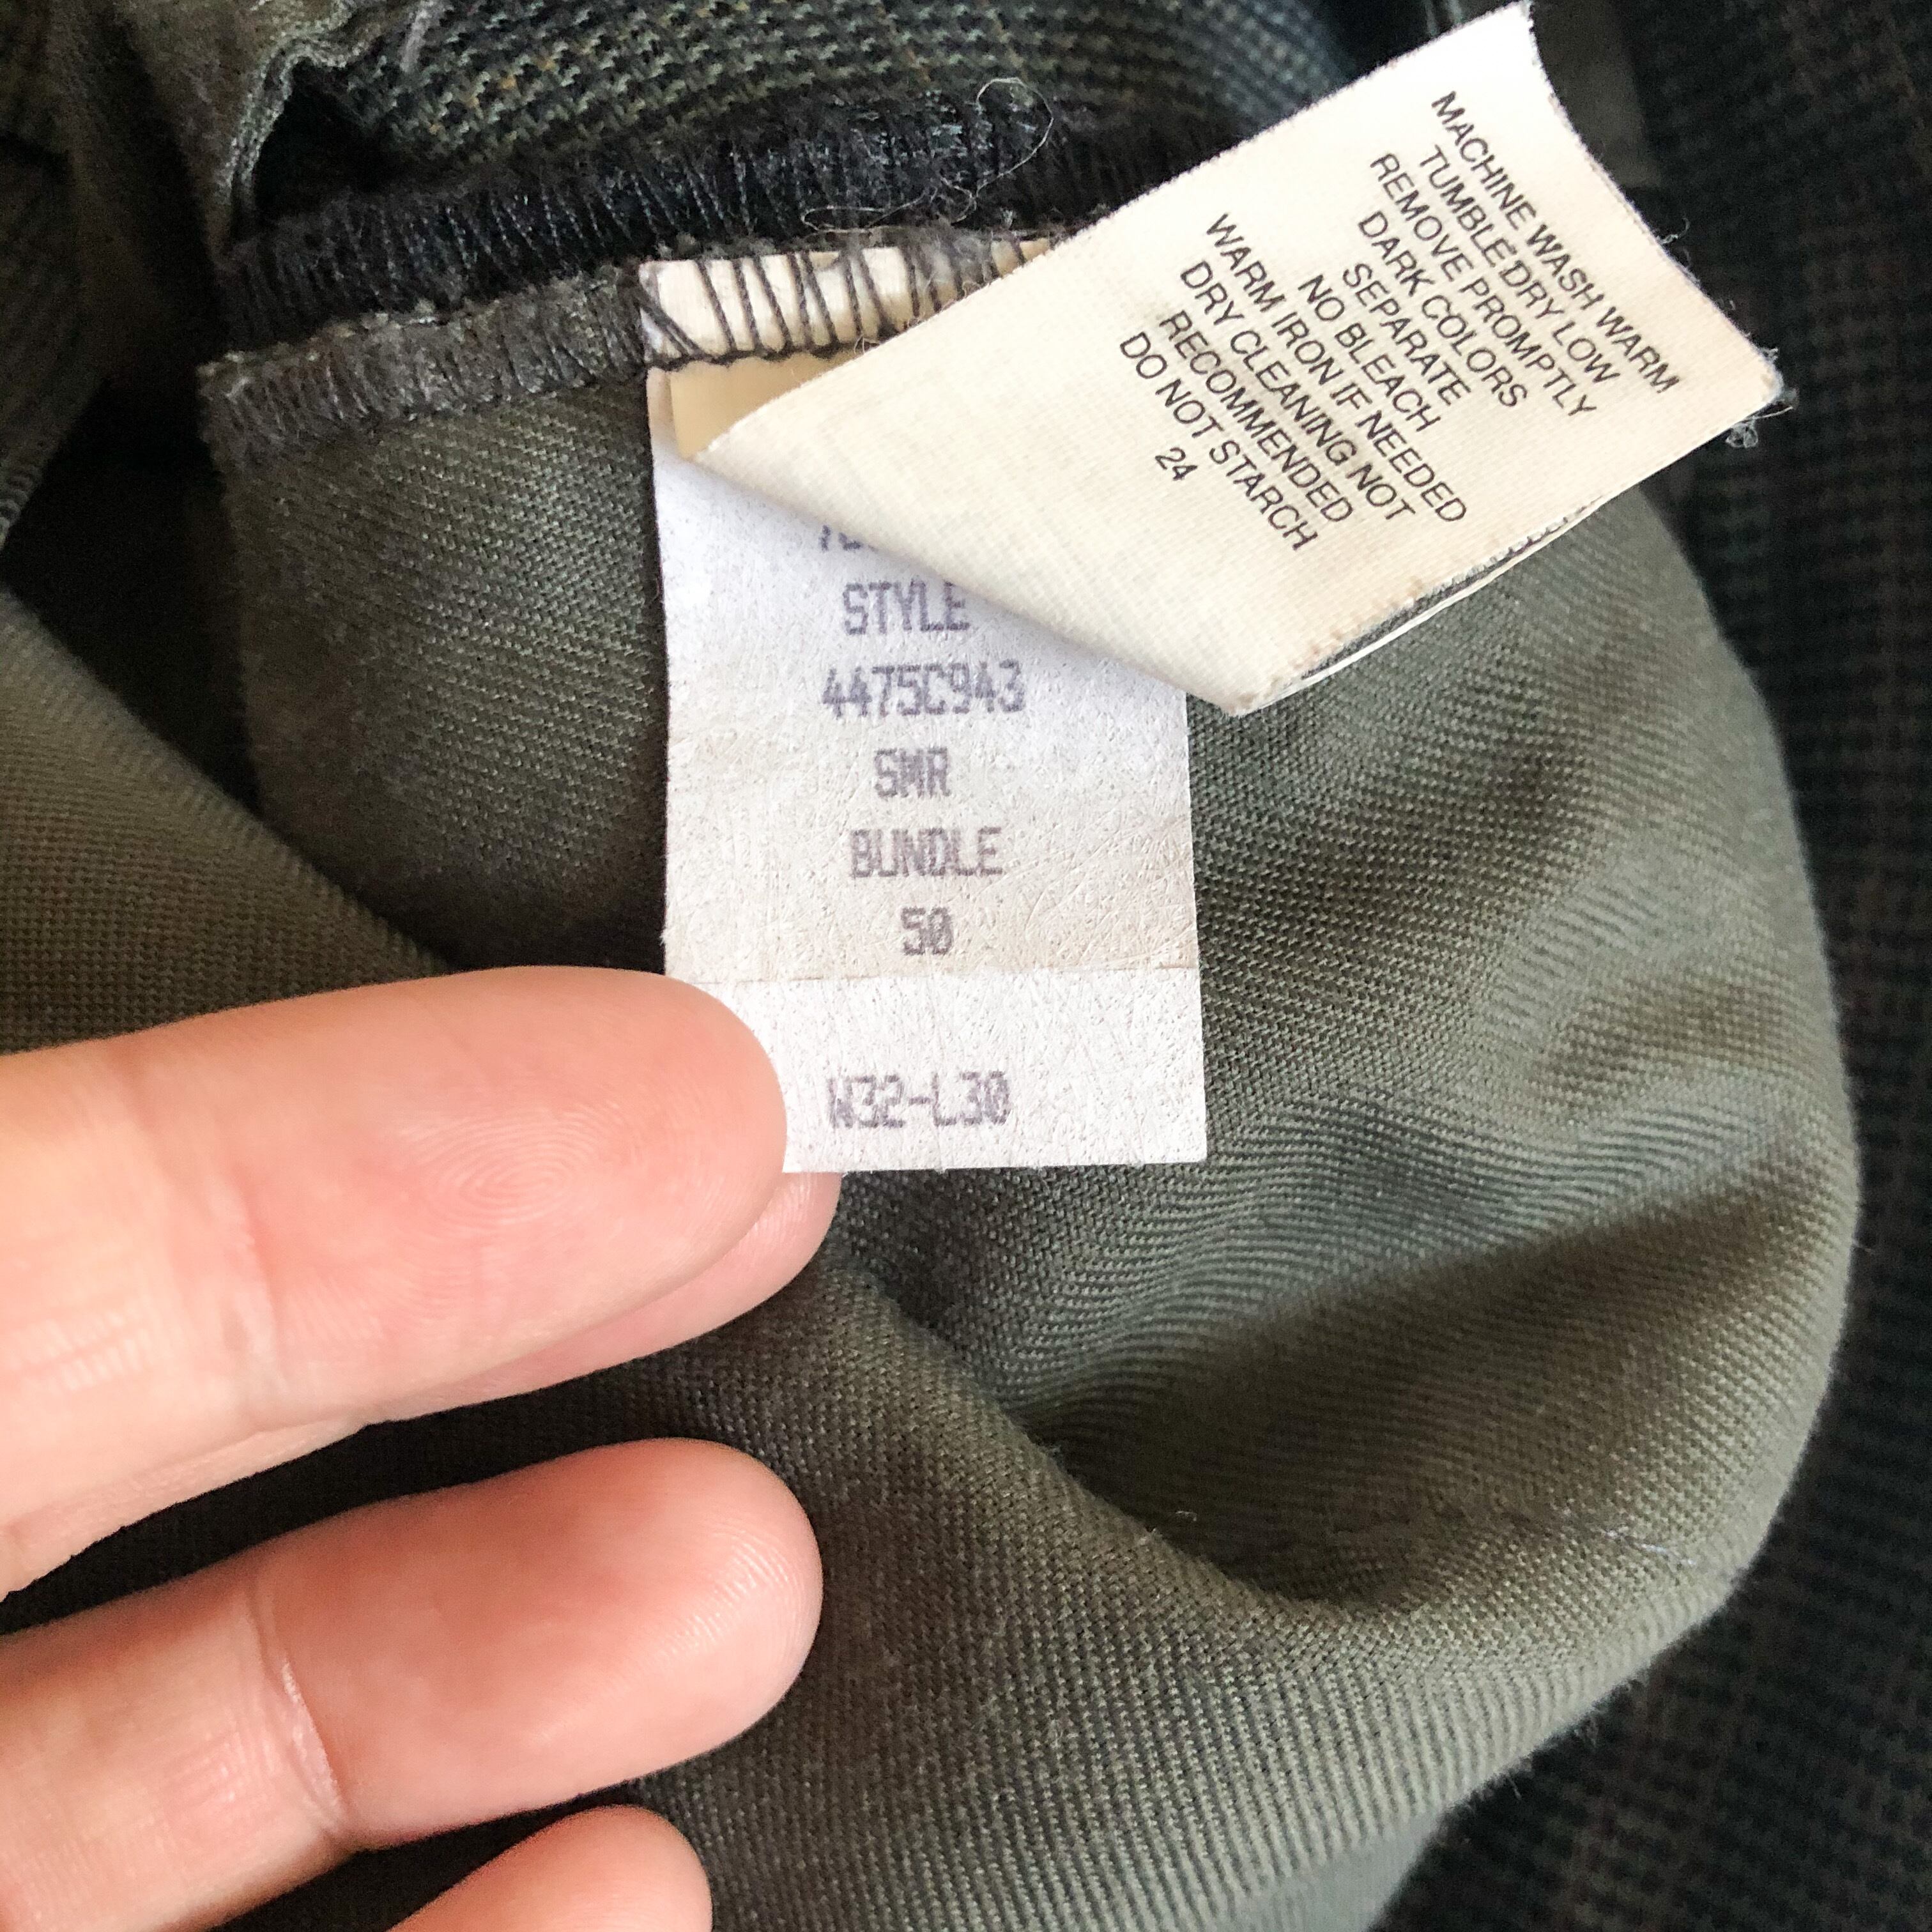 MACHINE WASH WARM
TUMBLE DRY LOW
REMOVE PROMPTLY
DARK COLORS
SEPARATE
NO BLEACH
WARM IRON IF NEEDED
DRY CLEANING NOT
RECOMMENDED
DO NOT STARCH
24
STYLE
4475C943
SMR
BUNDLE
50
W32-L30